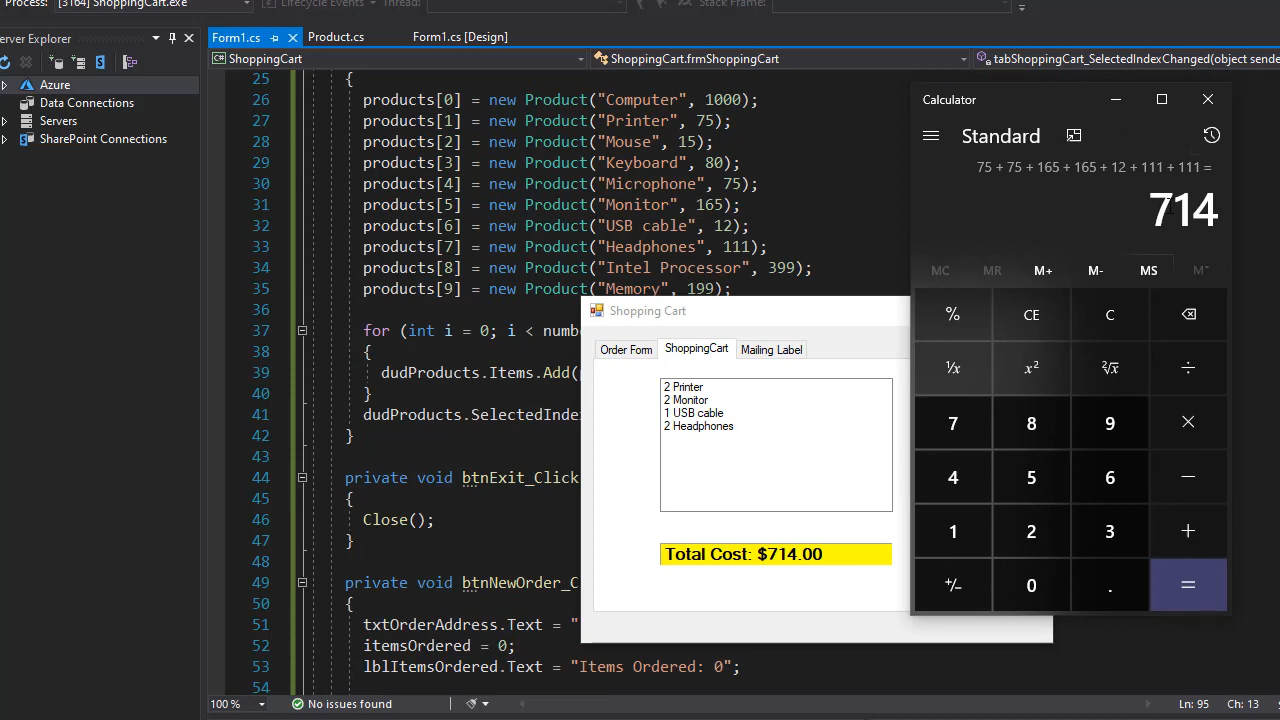 Process: [3164] ShoppingCart.exe
Lifecycle Events
Thread:
Stack Frame:
erver Explorer
Form1.cs
Product.cs
Form1.cs [Design]
ShoppingCart
ShoppingCart.frmShoppingCart
tabShoppingCart_SelectedIndexChanged(object sende
Azure
Data Connections
Servers
SharePoint Connections
25 {
26 products[0] = new Product("Computer", 1000);
27 products[1] = new Product("Printer", 75);
28 products[2] = new Product("Mouse", 15);
29 products[3] = new Product("Keyboard", 80);
30 products[4] = new Product("Microphone", 75);
31 products[5] = new Product("Monitor", 165);
32 products[6] = new Product("USB cable", 12);
33 products[7] = new Product("Headphones", 111);
34 products[8] = new Product("Intel Processor", 399);
35 products[9] = new Product("Memory", 199);
36
37 for (int i = 0; i < numbe
38 {
39 dudProducts.Items.Add(
40 }
41 dudProducts.SelectedInde
42 }
43
44 private void btnExit_Click
45 {
46 Close();
47 }
48
49 private void btnNewOrder_C
50 {
51 txtOrderAddress.Text = "
52 itemsOrdered = 0;
53 lblItemsOrdered.Text = "Items Ordered: 0";
54
Shopping Cart
Order Form
ShoppingCart
Mailing Label
2 Printer
2 Monitor
1 USB cable
2 Headphones
Total Cost: $714.00
Calculator
Standard
75 + 75 + 165 + 165 + 12 + 111 + 111 =
714
MC MR M+ M- MS M˅
% CE C
¹/x x² ²√x ÷
7 8 9 ×
4 5 6 −
1 2 3 +
+/− 0 . =
100 %
No issues found
Ln: 95
Ch: 13